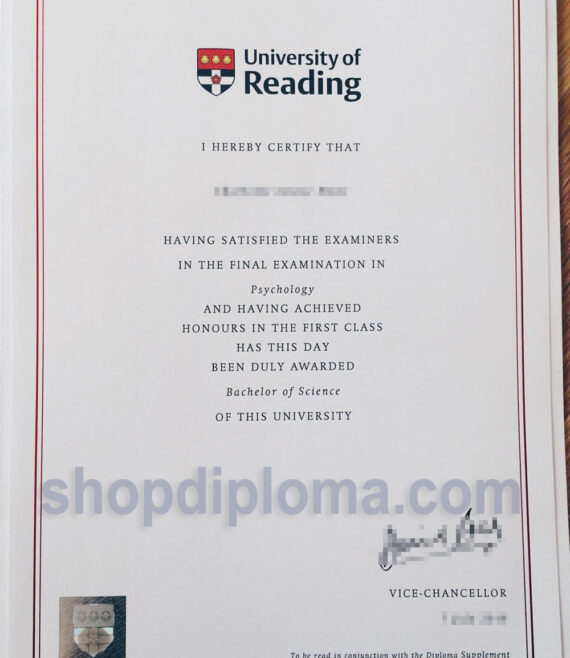 University of
Reading
I HEREBY CERTIFY THAT
HAVING SATISFIED THE EXAMINERS
IN THE FINAL EXAMINATION IN
Psychology
AND HAVING ACHIEVED
HONOURS IN THE FIRST CLASS
HAS THIS DAY
BEEN DULY AWARDED
Bachelor of Science
OF THIS UNIVERSITY
shopdiploma.com
VICE-CHANCELLOR
To be read in conjunction with the Diploma Supplement